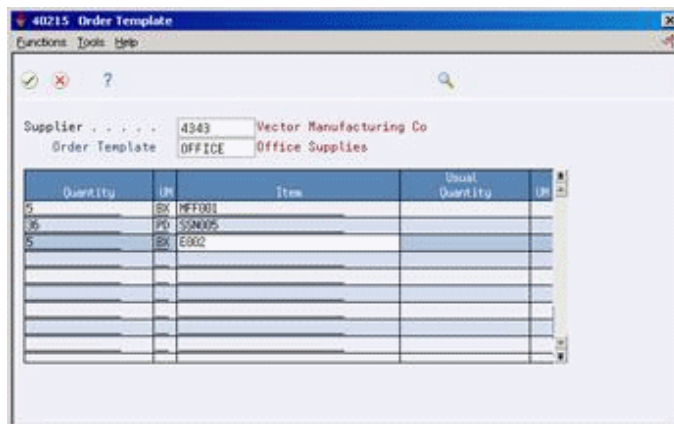 40215 Order Template
Functions Tools Help
?
Supplier . . . . . 4343 Vector Manufacturing Co
Order Template OFFICE Office Supplies
Quantity UM Item Usual Quantity UM
5 BX MFF001
36 PD SSN005
5 BX E002